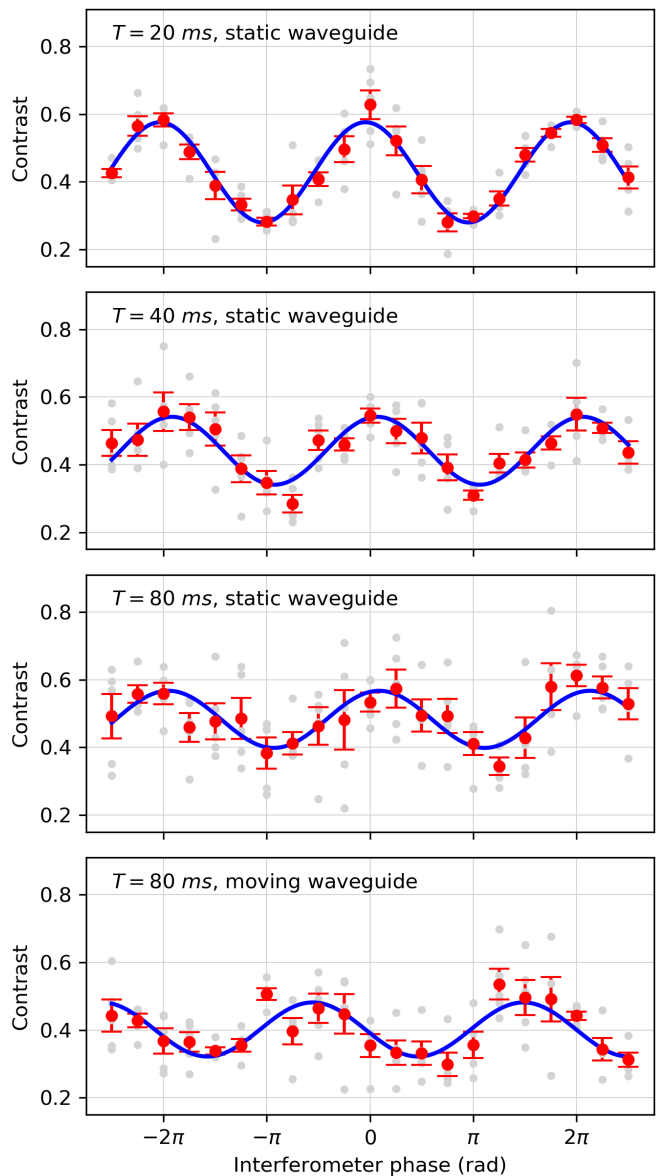 T = 20 ms, static waveguide
Contrast
0.8
0.6
0.4
0.2
T = 40 ms, static waveguide
Contrast
0.8
0.6
0.4
0.2
T = 80 ms, static waveguide
Contrast
0.8
0.6
0.4
0.2
T = 80 ms, moving waveguide
Contrast
0.8
0.6
0.4
0.2
−2π −π 0 π 2π
Interferometer phase (rad)